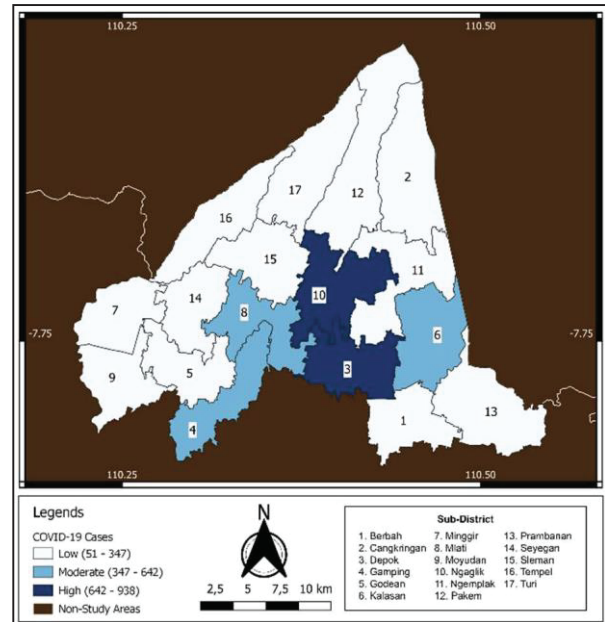 110.25 110.50
17
12
2
16
15
11
10
7
14
8
-7.75 -7.75
6
3
9
5
1
13
4
110.25 110.50
Legends
COVID-19 Cases
Low (51 - 347)
Moderate (347 - 642)
High (642 - 938)
Non-Study Areas
N
2,5 5 7,5 10 km
Sub-District
1. Berbah 7. Minggir 13. Prambanan
2. Cangkringan 8. Mlati 14. Seyegan
3. Depok 9. Moyudan 15. Sleman
4. Gamping 10. Ngaglik 16. Tempel
5. Godean 11. Ngemplak 17. Turi
6. Kalasan 12. Pakem